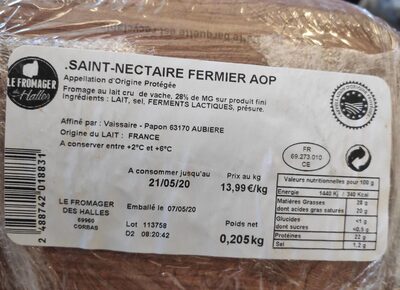 LE FROMAGER
des Halles
.SAINT-NECTAIRE FERMIER AOP
Appellation d'Origine Protégée
Fromage au lait cru de vache, 28% de MG sur produit fini
Ingrédients : LAIT, sel, FERMENTS LACTIQUES, présure.
Affiné par : Vaissaire - Papon 63170 AUBIERE
Origine du LAIT : FRANCE
A conserver entre +2°C et +6°C
FR
69.273.010
CE
A consommer jusqu'au
21/05/20
Prix au kg
13,99 €/kg
Emballé le 07/05/20
LE FROMAGER
DES HALLES
69960
CORBAS
Lot 113758
D2 08:20:42
Poids net
0,205kg
Valeurs nutritionnelles pour 100 g
Energie 1440 Kj 340 Kcal
Matières Grasses 28 g
dont acides gras saturés 20 g
Glucides <1 g
dont sucres <0,5 g
Protéines 22 g
Sel 1,2 g
2 488742 018831